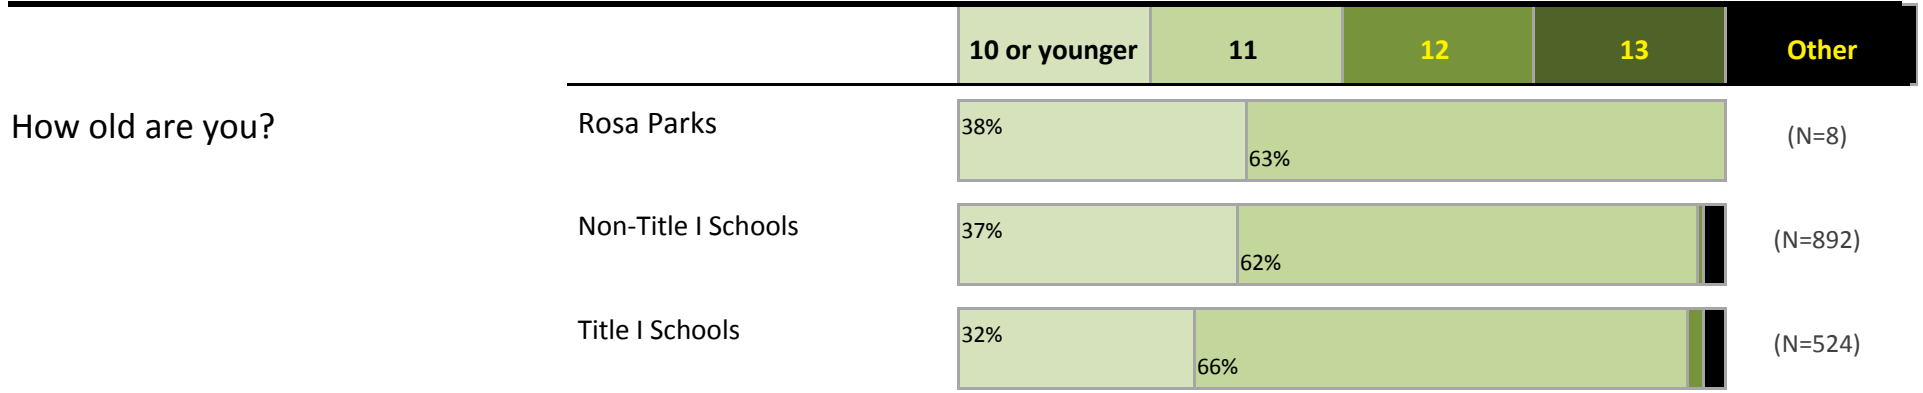 10 or younger 11 12 13 Other
How old are you? Rosa Parks 38% 63% (N=8)
Non-Title I Schools 37% 62% (N=892)
Title I Schools 32% 66% (N=524)